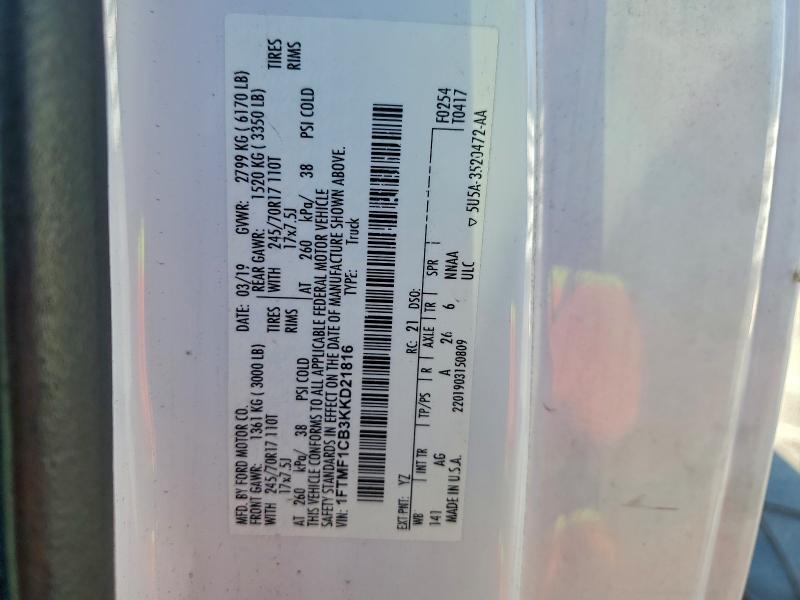 MFD. BY FORD MOTOR CO. DATE: 03/19 GVWR: 2799 KG ( 6170 LB)
FRONT GAWR: 1361 KG ( 3000 LB) REAR GAWR: 1520 KG ( 3350 LB)
WITH 245/70R17 110T TIRES WITH 245/70R17 110T TIRES
17x7.5J RIMS 17x7.5J RIMS
AT 260 kPa/ 38 PSI COLD AT 260 kPa/ 38 PSI COLD
THIS VEHICLE CONFORMS TO ALL APPLICABLE FEDERAL MOTOR VEHICLE
SAFETY STANDARDS IN EFFECT ON THE DATE OF MANUFACTURE SHOWN ABOVE.
VIN: 1FTMF1CB3KKD21816 TYPE: Truck
EXT PNT: YZ RC: 21 DSO: F0254
WB INT TR TP/PS R AXLE TR SPR T0417
141 AG A 26 6 NNAA
MADE IN U.S.A. 2201903150809 ULC
▽ 5U5A-3520472-AA